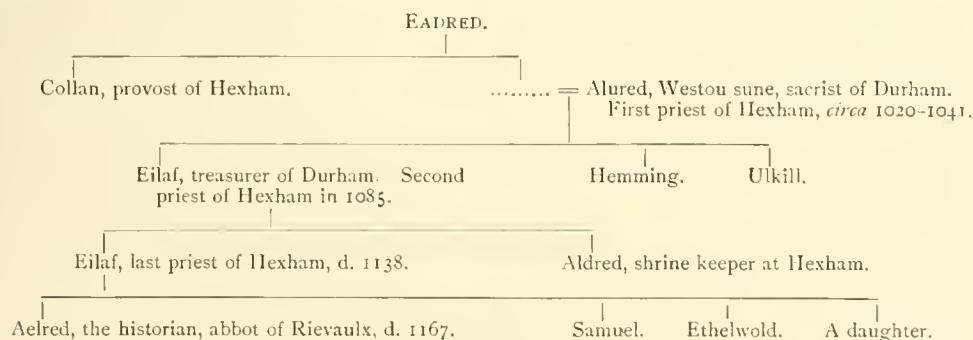 EADRED.
Collan, provost of Hexham. ......... = Alured, Westou sune, sacrist of Durham.
First priest of Hexham, circa 1020-1041.
Eilaf, treasurer of Durham. Second
priest of Hexham in 1085.
Hemming. Ulkill.
Eilaf, last priest of Hexham, d. 1138. Aldred, shrine keeper at Hexham.
Aelred, the historian, abbot of Rievaulx, d. 1167. Samuel. Ethelwold. A daughter.